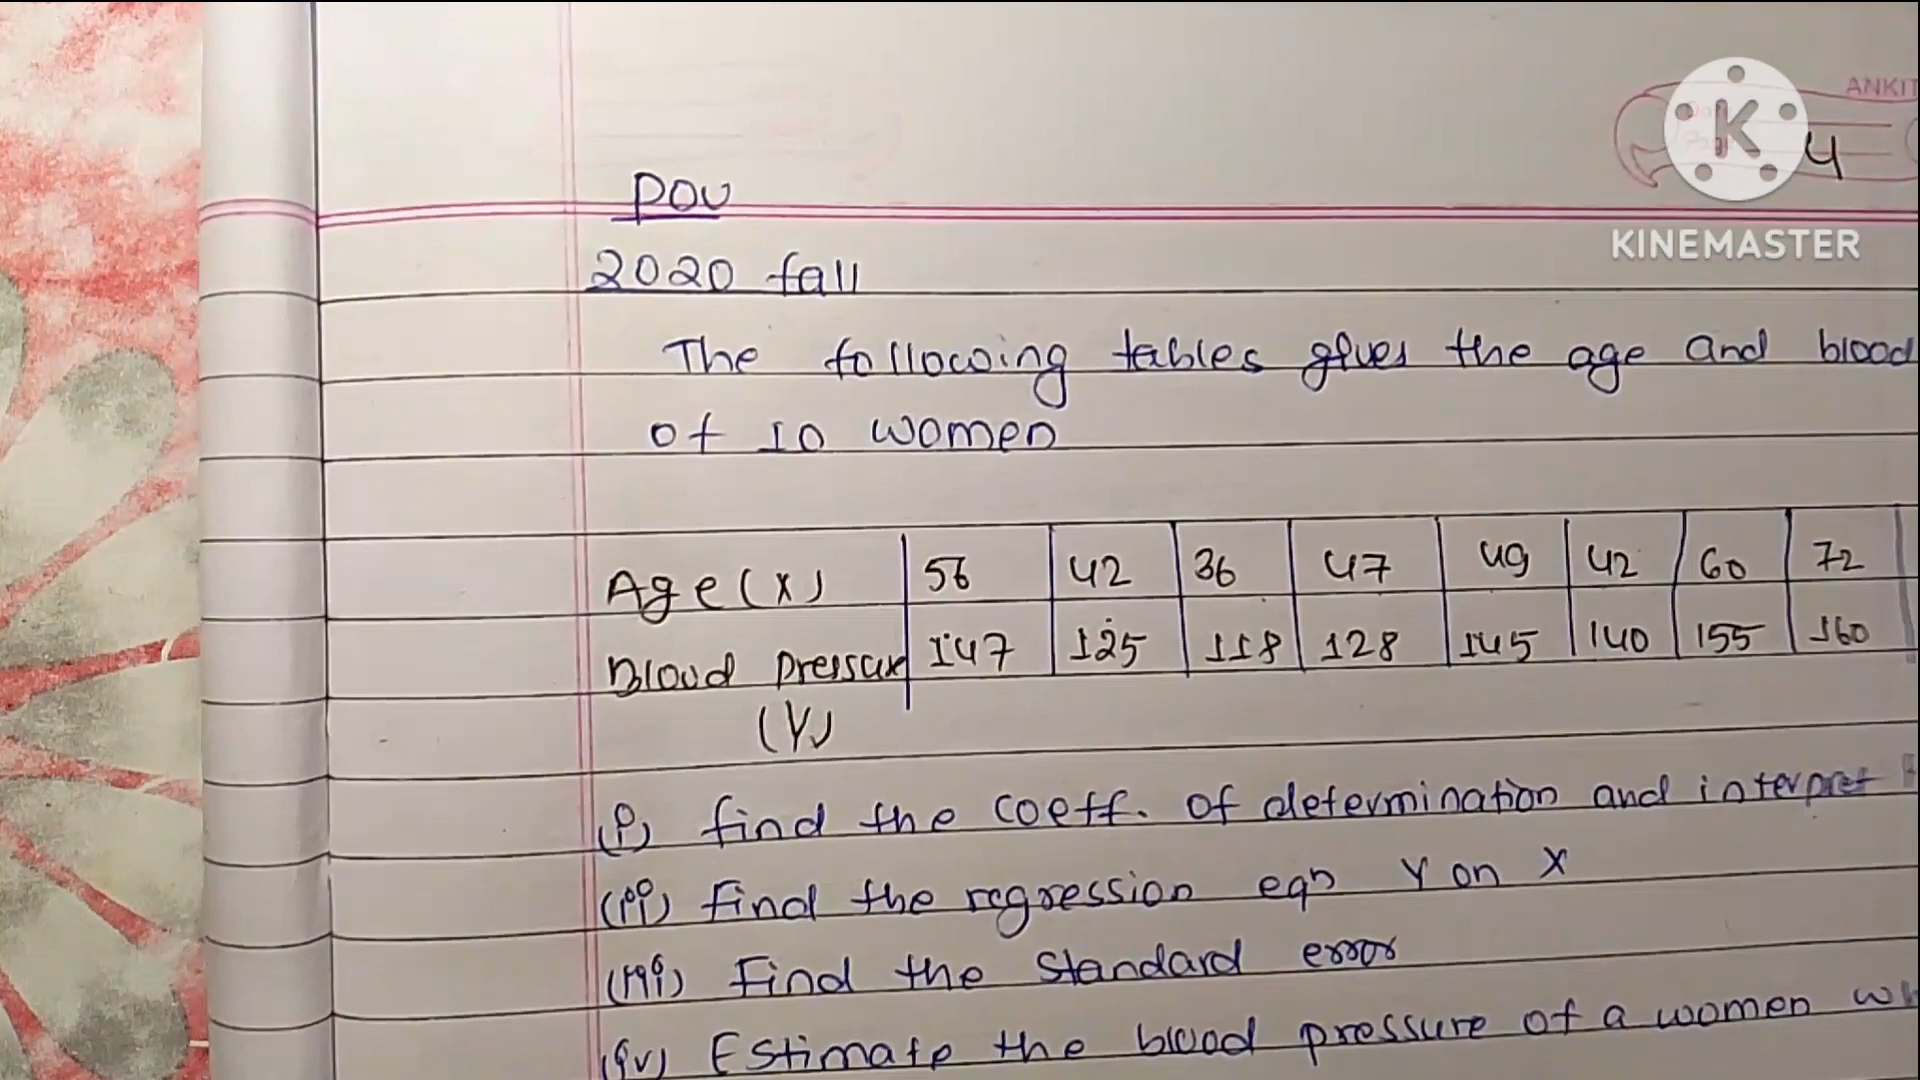 ANKIT
4
K
KINEMASTER
POU
2020 fall
The following tables gives the age and blood
of 10 women
Age (X) 56 42 36 47 49 42 60 72
Blood pressure 147 125 118 128 145 140 155 160
(Y)
(i) find the coeff. of determination and interpret
(ii) find the regression eqn Y on X
(iii) Find the standard error
(iv) Estimate the blood pressure of a women